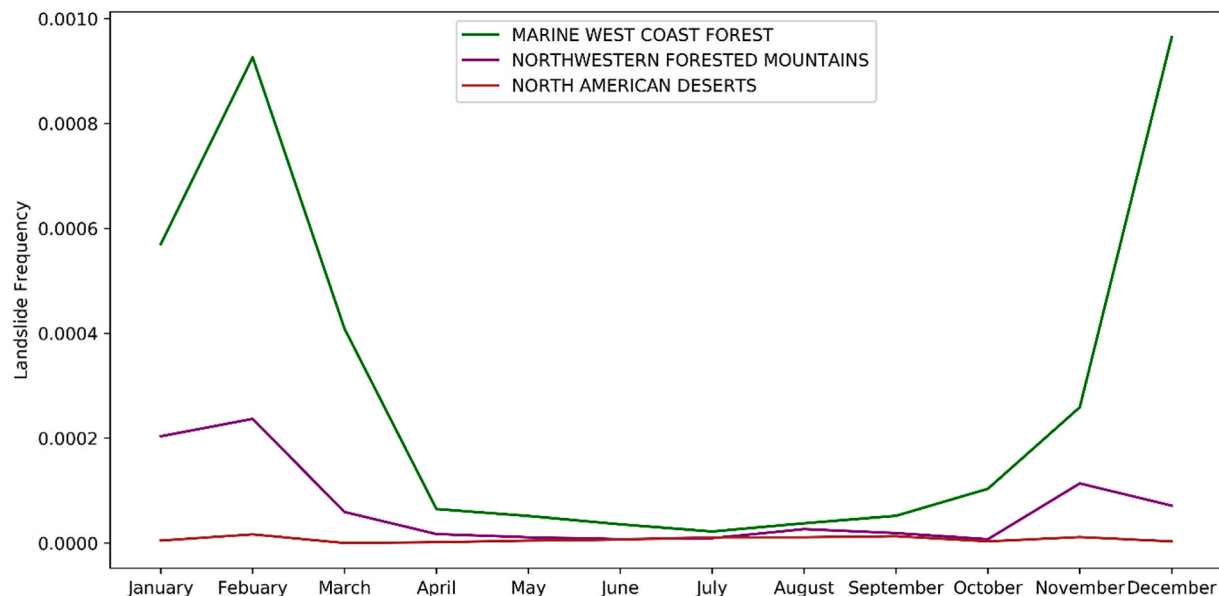 0.0010
0.0008
0.0006
0.0004
0.0002
0.0000
Landslide Frequency
MARINE WEST COAST FOREST
NORTHWESTERN FORESTED MOUNTAINS
NORTH AMERICAN DESERTS
January Febuary March April May June July August September October November December